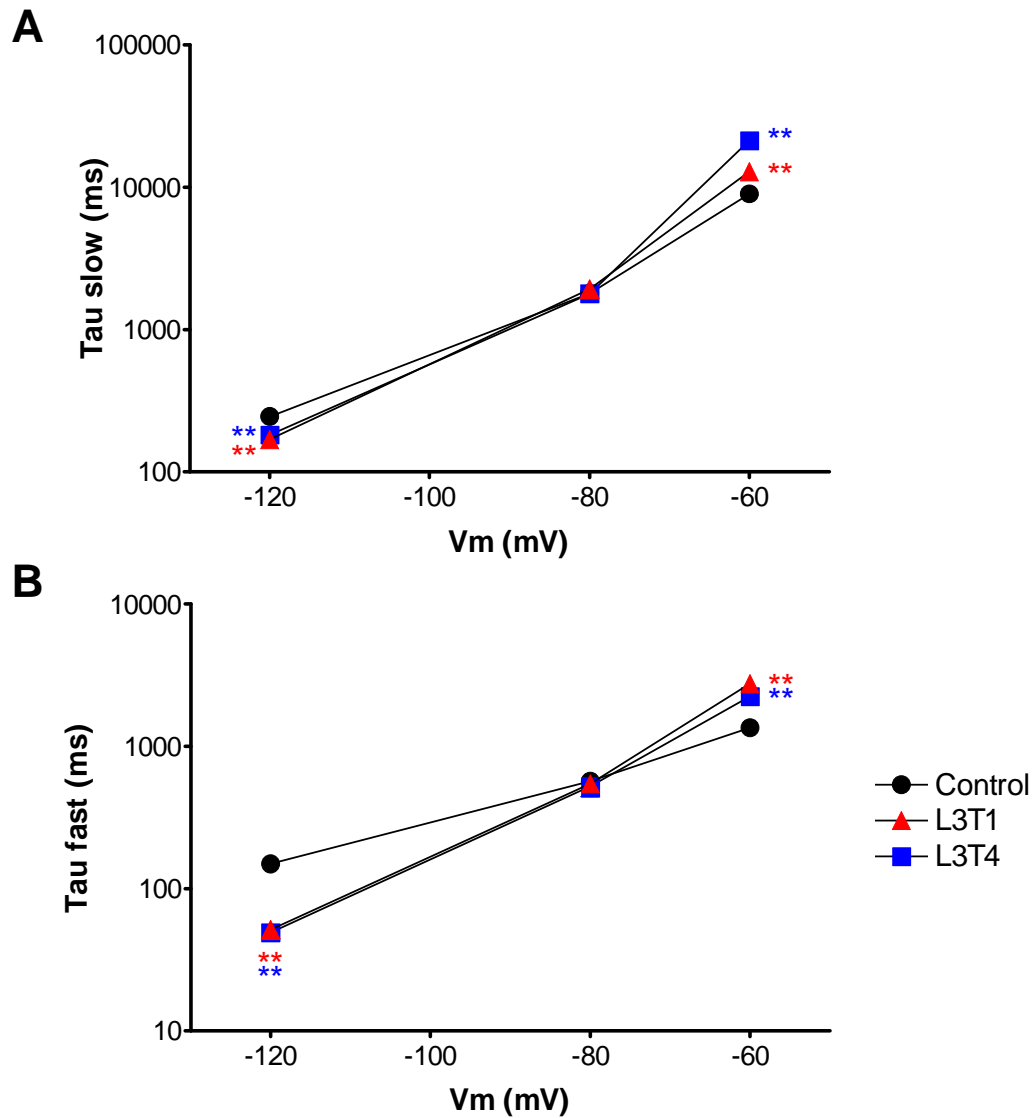 A
Tau slow (ms)
100000
10000
1000
100
**
**
**
**
-120 -100 -80 -60
Vm (mV)
B
Tau fast (ms)
10000
1000
100
10
**
**
**
**
-120 -100 -80 -60
Vm (mV)
Control
L3T1
L3T4